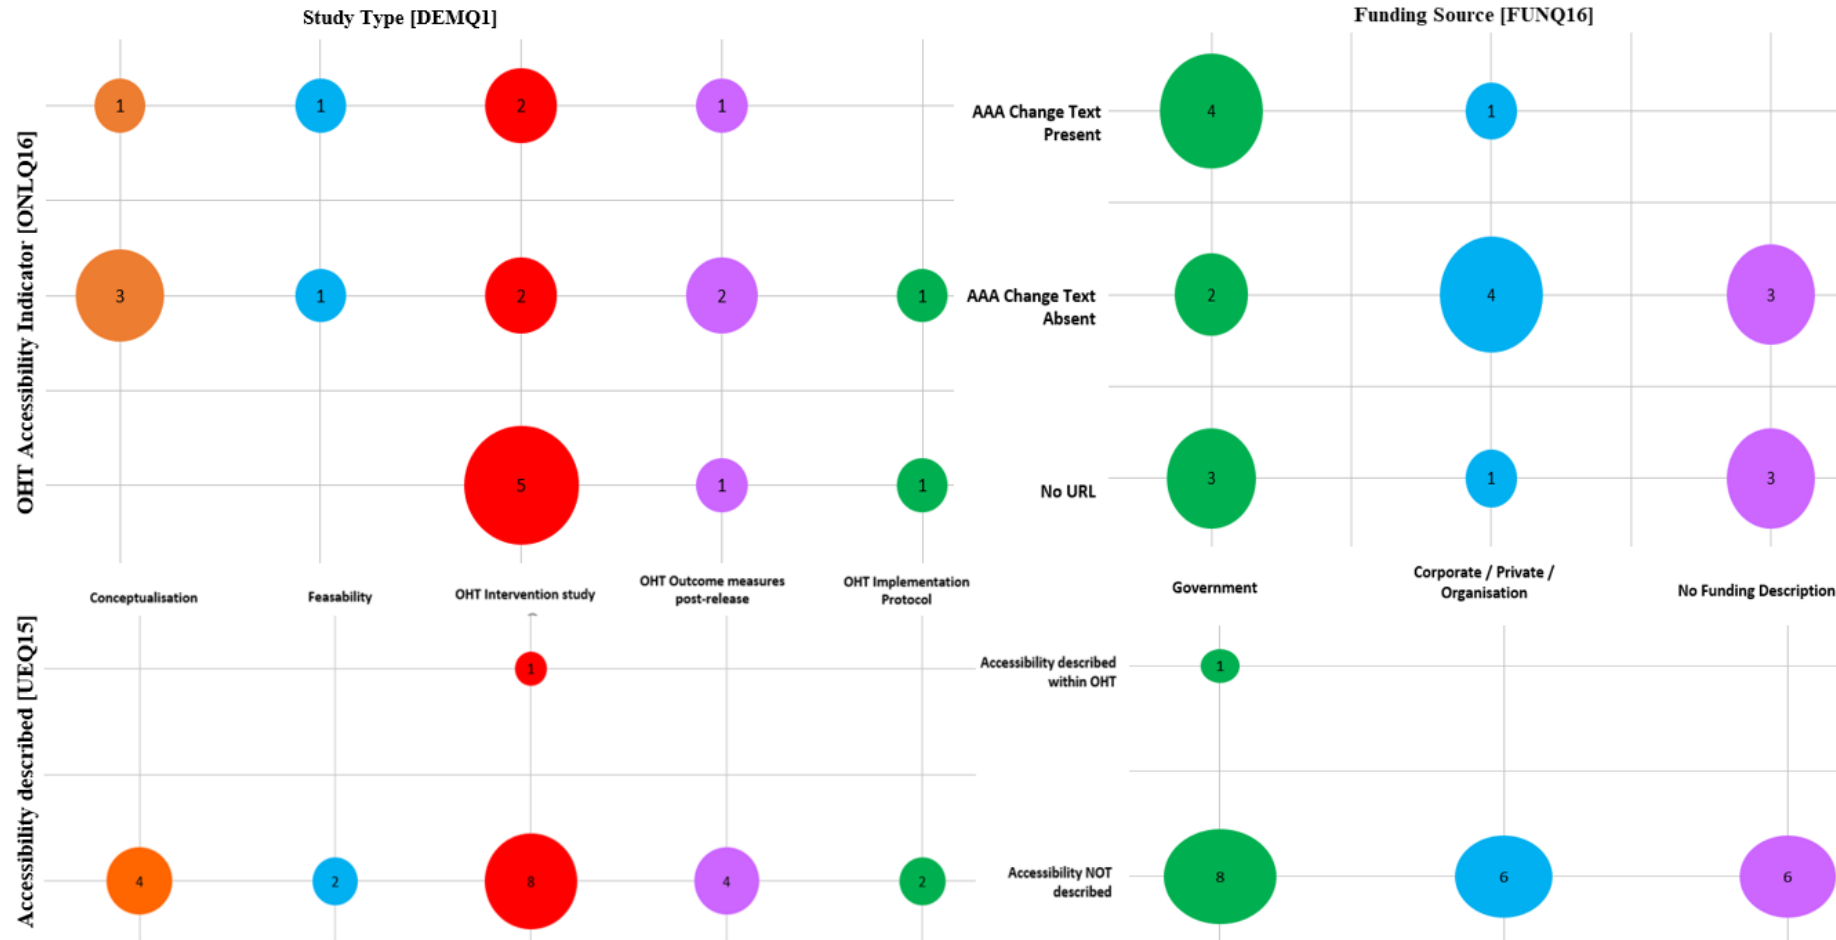 Study Type [DEMQ1]
Funding Source [FUNQ16]
OHT Accessibility Indicator [ONLQ16]
1 1 2 1
AAA Change Text
Present
4 1
3 1 2 2 1
AAA Change Text
Absent
2 4 3
5 1 1
No URL
3 1 3
Conceptualisation
Feasability
OHT Intervention study
OHT Outcome measures
post-release
OHT Implementation
Protocol
Government
Corporate / Private /
Organisation
No Funding Description
Accessibility described [UEQ15]
1
Accessibility described
within OHT
1
4 2 8 4 2
Accessibility NOT
described
8 6 6